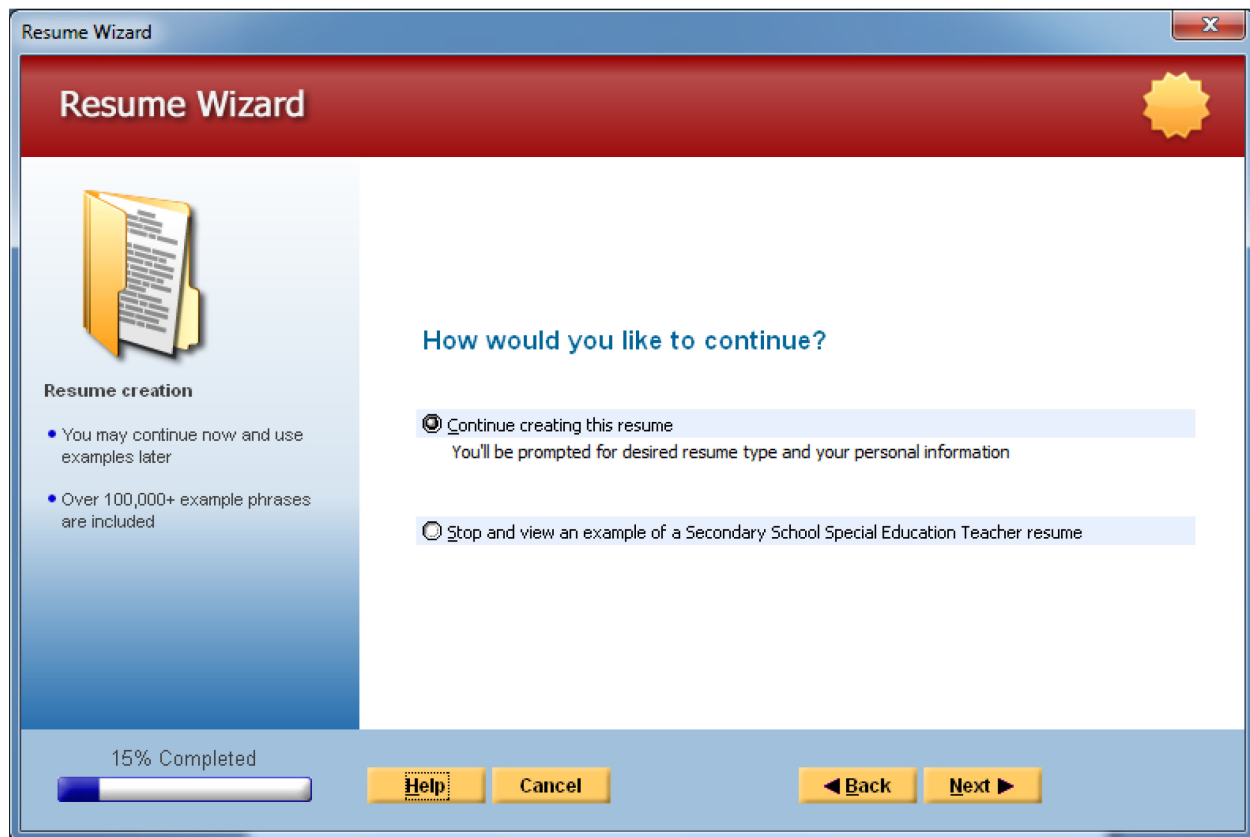 Resume Wizard
X
Resume Wizard
Resume creation
• You may continue now and use
examples later
• Over 100,000+ example phrases
are included
How would you like to continue?
Continue creating this resume
You'll be prompted for desired resume type and your personal information
Stop and view an example of a Secondary School Special Education Teacher resume
15% Completed
Help
Cancel
Back
Next